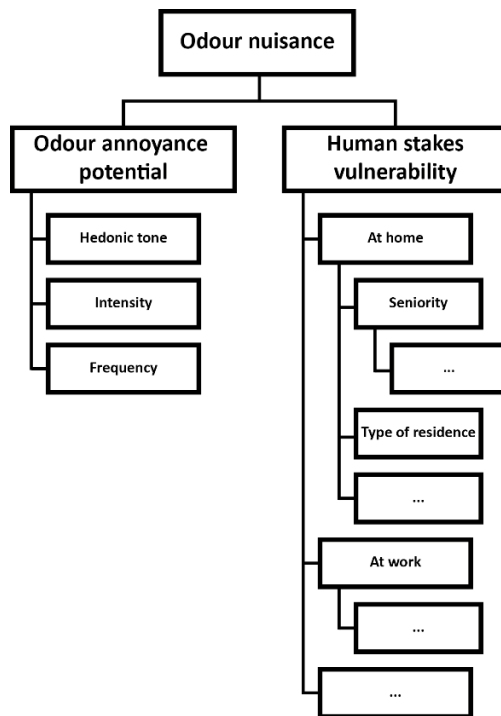 Odour nuisance
Odour annoyance
potential
Hedonic tone
Intensity
Frequency
Human stakes
vulnerability
At home
Seniority
...
Type of residence
...
At work
...
...